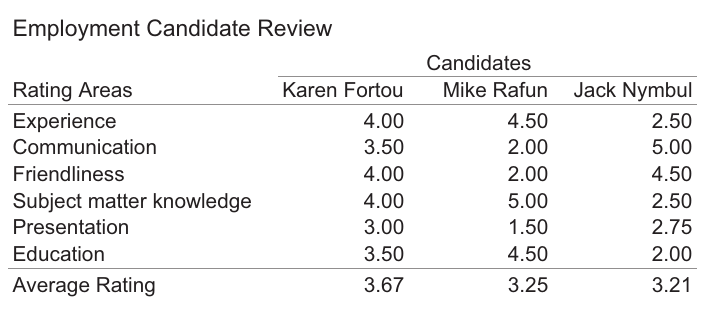 Employment Candidate Review
Candidates
Rating Areas Karen Fortou Mike Rafun Jack Nymbul
Experience 4.00 4.50 2.50
Communication 3.50 2.00 5.00
Friendliness 4.00 2.00 4.50
Subject matter knowledge 4.00 5.00 2.50
Presentation 3.00 1.50 2.75
Education 3.50 4.50 2.00
Average Rating 3.67 3.25 3.21